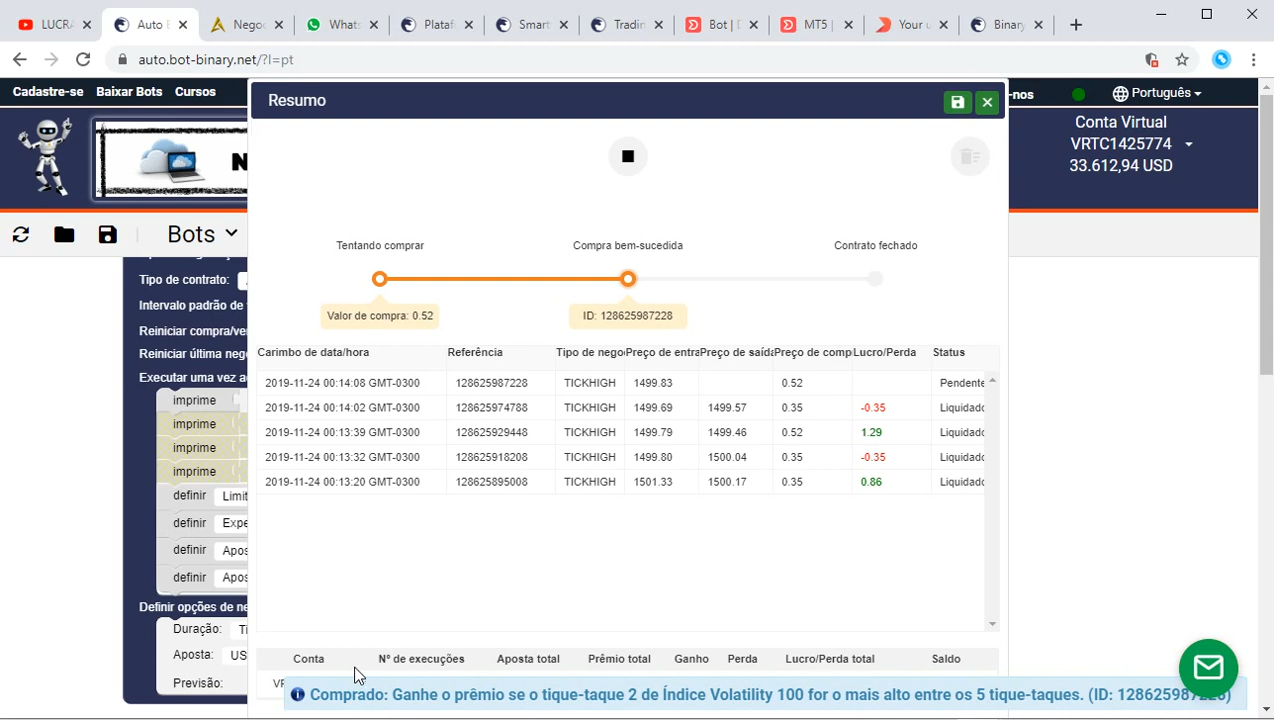 LUCRA
Auto B
Negoc
Whats
Plataf
Smart
Tradin
Bot | D
MT5 |
Your u
Binary
auto.bot-binary.net/?l=pt
Cadastre-se Baixar Bots Cursos
-nos
Português
N
Conta Virtual
VRTC1425774
33.612,94 USD
Bots
Resumo
Tentando comprar Compra bem-sucedida Contrato fechado
Valor de compra: 0.52 ID: 128625987228
Tipo de contrato:
Intervalo padrão de
Reiniciar compra/ve
Reiniciar última nego
Executar uma vez a
imprime
imprime
imprime
imprime
definir Limit
definir Expe
definir Apos
definir Apos
Definir opções de ne
Duração: Ti
Aposta: US
Previsão:
Carimbo de data/hora Referência Tipo de nego Preço de entra Preço de saída Preço de comp Lucro/Perda Status
2019-11-24 00:14:08 GMT-0300 128625987228 TICKHIGH 1499.83 0.52 Pendente
2019-11-24 00:14:02 GMT-0300 128625974788 TICKHIGH 1499.69 1499.57 0.35 -0.35 Liquidado
2019-11-24 00:13:39 GMT-0300 128625929448 TICKHIGH 1499.79 1499.46 0.52 1.29 Liquidado
2019-11-24 00:13:32 GMT-0300 128625918208 TICKHIGH 1499.80 1500.04 0.35 -0.35 Liquidado
2019-11-24 00:13:20 GMT-0300 128625895008 TICKHIGH 1501.33 1500.17 0.35 0.86 Liquidado
Conta Nº de execuções Aposta total Prêmio total Ganho Perda Lucro/Perda total Saldo
Comprado: Ganhe o prêmio se o tique-taque 2 de Índice Volatility 100 for o mais alto entre os 5 tique-taques. (ID: 128625987228)